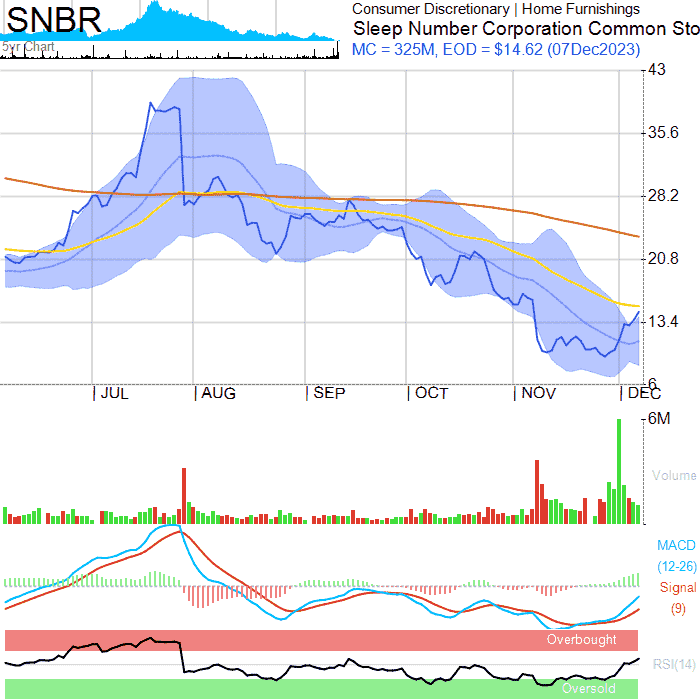 SNBR
5yr Chart
Consumer Discretionary | Home Furnishings
Sleep Number Corporation Common Sto
MC = 325M, EOD = $14.62 (07Dec2023)
43
35.6
28.2
20.8
13.4
6
JUL AUG SEP OCT NOV DEC
6M
Volume
MACD
(12-26)
Signal
(9)
Overbought
RSI(14)
Oversold